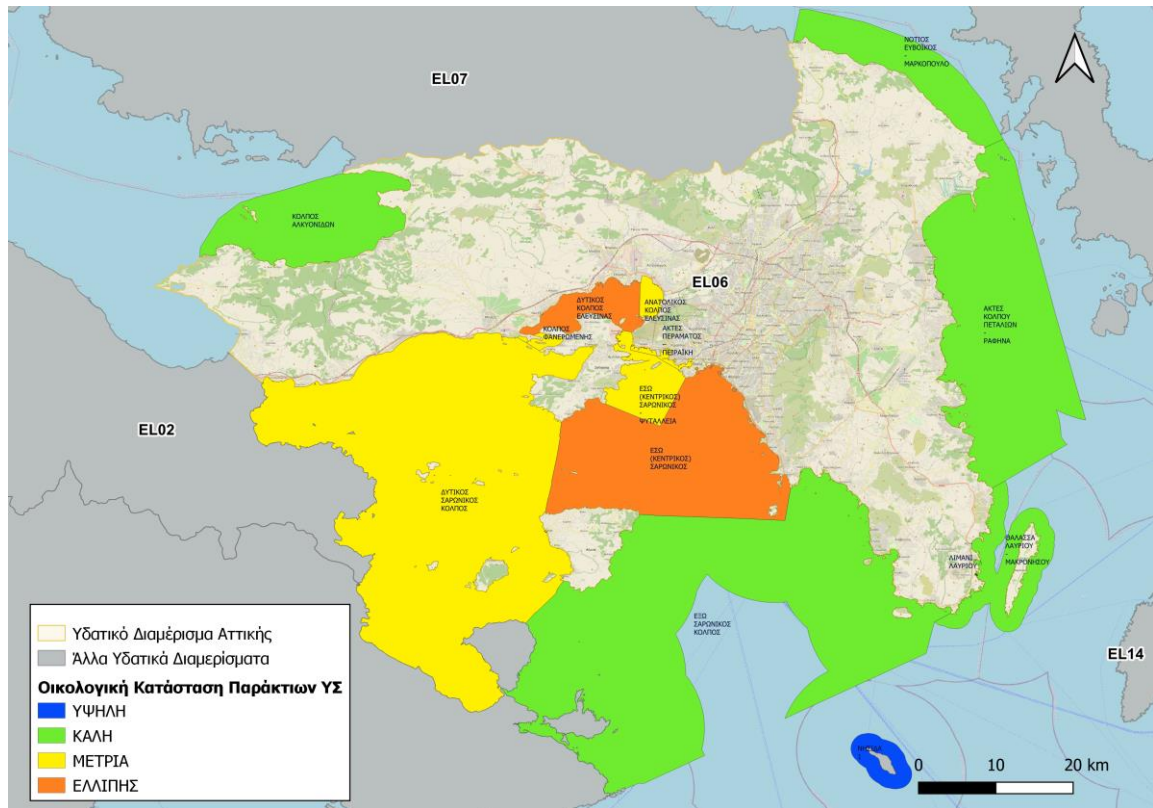 ΝΟΤΙΟΣ
ΕΥΒΟΪΚΟΣ
-
ΜΑΡΚΟΠΟΥΛΟ
EL07
ΚΟΛΠΟΣ
ΑΛΚΥΟΝΙΔΩΝ
EL06
ΔΥΤΙΚΟΣ
ΚΟΛΠΟΣ
ΕΛΕΥΣΙΝΑΣ
ΑΝΑΤΟΛΙΚΟΣ
ΚΟΛΠΟΣ
ΕΛΕΥΣΙΝΑΣ
ΚΟΛΠΟΣ
ΦΑΝΕΡΩΜΕΝΗΣ
ΑΚΤΕΣ
ΠΕΡΑΜΑΤΟΣ
-
ΠΕΙΡΑΪΚΗ
ΑΚΤΕΣ
ΚΟΛΠΟΥ
ΠΕΤΑΛΙΩΝ
-
ΡΑΦΗΝΑ
ΕΣΩ
(ΚΕΝΤΡΙΚΟΣ)
ΣΑΡΩΝΙΚΟΣ
-
ΨΥΤΑΛΛΕΙΑ
EL02
ΕΣΩ
(ΚΕΝΤΡΙΚΟΣ)
ΣΑΡΩΝΙΚΟΣ
ΔΥΤΙΚΟΣ
ΣΑΡΩΝΙΚΟΣ
ΚΟΛΠΟΣ
ΘΑΛΑΣΣΑ
ΛΑΥΡΙΟΥ
-
ΜΑΚΡΟΝΗΣΟΥ
ΛΙΜΑΝΙ
ΛΑΥΡΙΟΥ
ΕΞΩ
ΣΑΡΩΝΙΚΟΣ
ΚΟΛΠΟΣ
EL14
Υδατικό Διαμέρισμα Αττικής
Άλλα Υδατικά Διαμερίσματα
Οικολογική Κατάσταση Παράκτιων ΥΣ
ΥΨΗΛΗ
ΚΑΛΗ
ΜΕΤΡΙΑ
ΕΛΛΙΠΗΣ
0 10 20 km